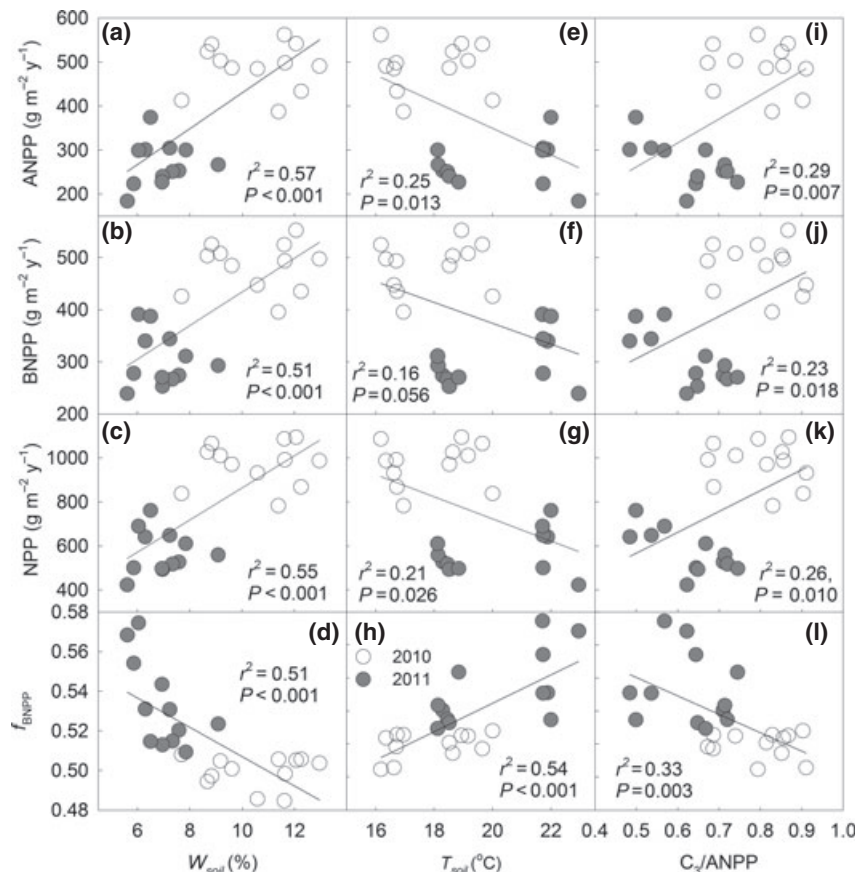 600
500
400
300
200
ANPP (g m⁻² y⁻¹)
(a)
r² = 0.57
P < 0.001
(e)
r² = 0.25
P = 0.013
(i)
r² = 0.29
P = 0.007
500
400
300
200
BNPP (g m⁻² y⁻¹)
(b)
r² = 0.51
P < 0.001
(f)
r² = 0.16
P = 0.056
(j)
r² = 0.23
P = 0.018
1000
800
600
400
NPP (g m⁻² y⁻¹)
(c)
r² = 0.55
P < 0.001
(g)
r² = 0.21
P = 0.026
(k)
r² = 0.26,
P = 0.010
0.58
0.56
0.54
0.52
0.50
0.48
f_BNPP
(d)
r² = 0.51
P < 0.001
(h)
2010
2011
r² = 0.54
P < 0.001
(l)
r² = 0.33
P = 0.003
6 8 10 12
16 18 20 22
0.4 0.5 0.6 0.7 0.8 0.9 1.0
W_soil (%)
T_soil (°C)
C₃/ANPP